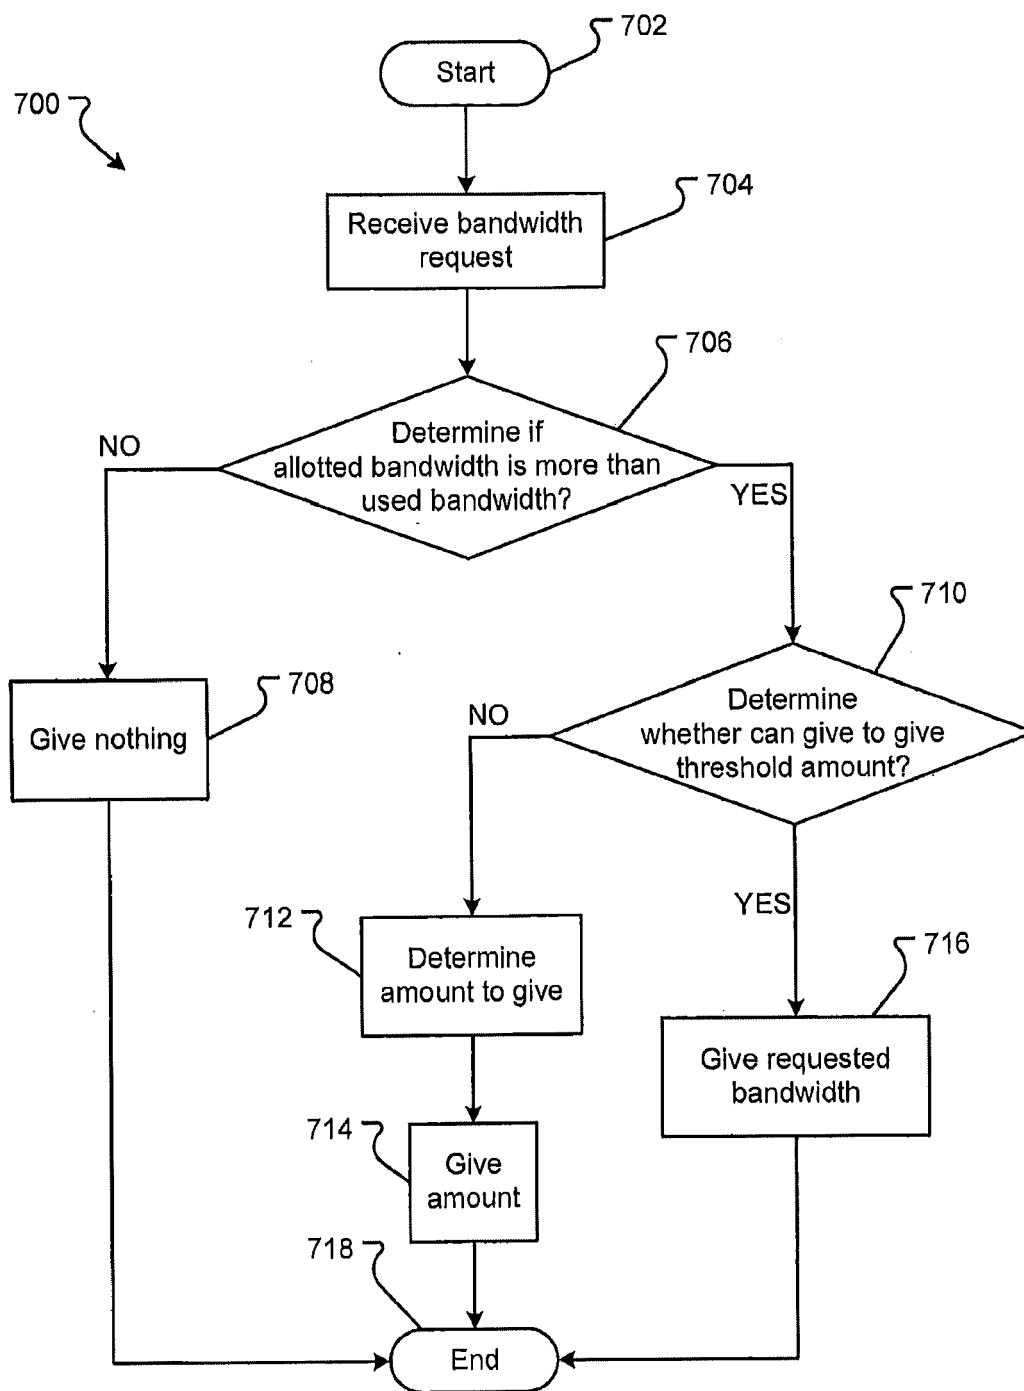 702
Start
700
704
Receive bandwidth
request
706
NO
Determine if
allotted bandwidth is more than
used bandwidth?
YES
710
708
Give nothing
NO
Determine
whether can give to give
threshold amount?
YES
712
Determine
amount to give
716
Give requested
bandwidth
714
Give
amount
718
End